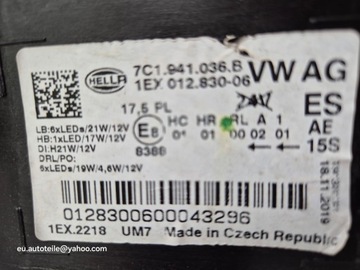 HELLA
7C1.941.036.B VW AG
1EX 012.830-06
17,5 PL
24V ES
LB:6xLEDs/21W/12V
HB:1xLED/17W/12V
DI.H21W/12V
DRL/PO:
6xLEDs/19W/4,6W/12V
E8
8388
HC HR RL A 1
01 01 00 02 01
AE
15S
18.11.2019
0128300600043296
1EX.2218 UM7 Made in Czech Republic
eu.autoteile@yahoo.com